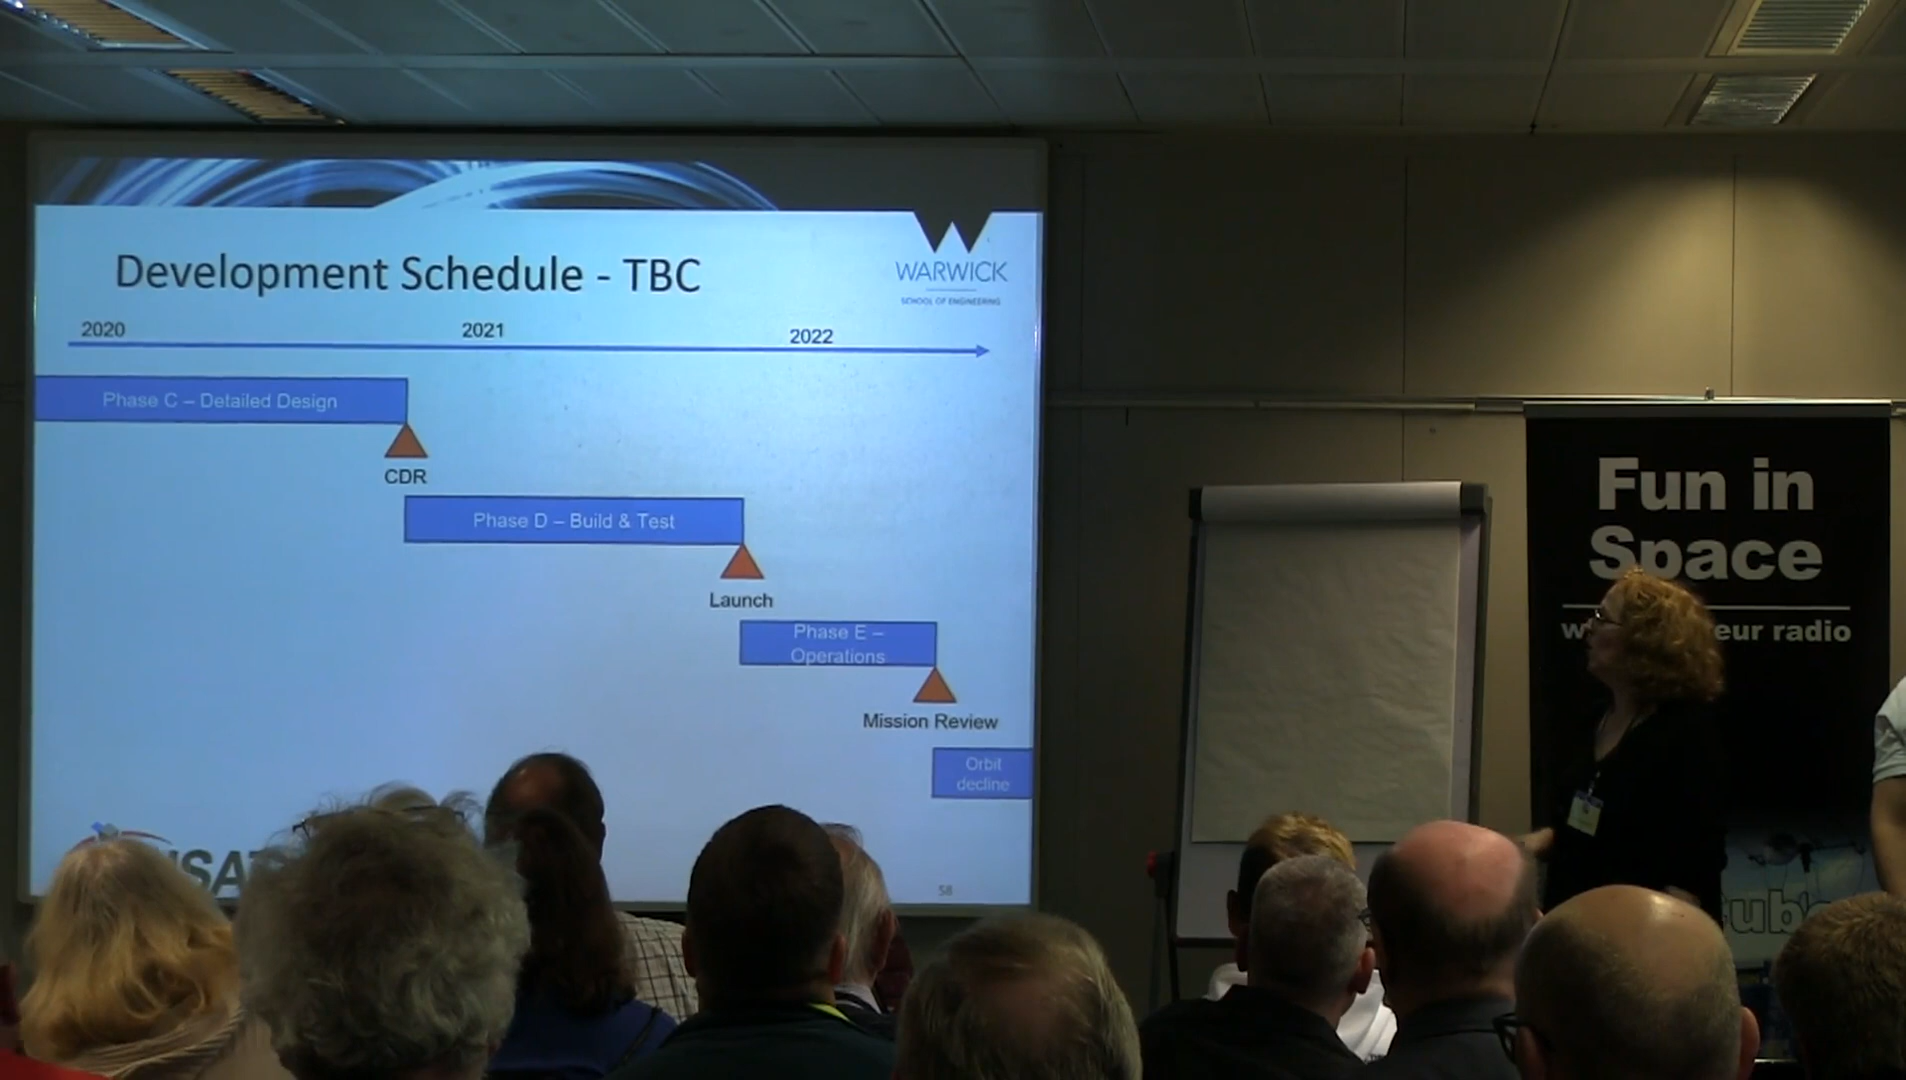 Development Schedule - TBC
WARWICK
SCHOOL OF ENGINEERING
2020
2021
2022
Phase C – Detailed Design
CDR
Phase D – Build & Test
Launch
Phase E –
Operations
Mission Review
Orbit
decline
58
Fun in
Space
radio